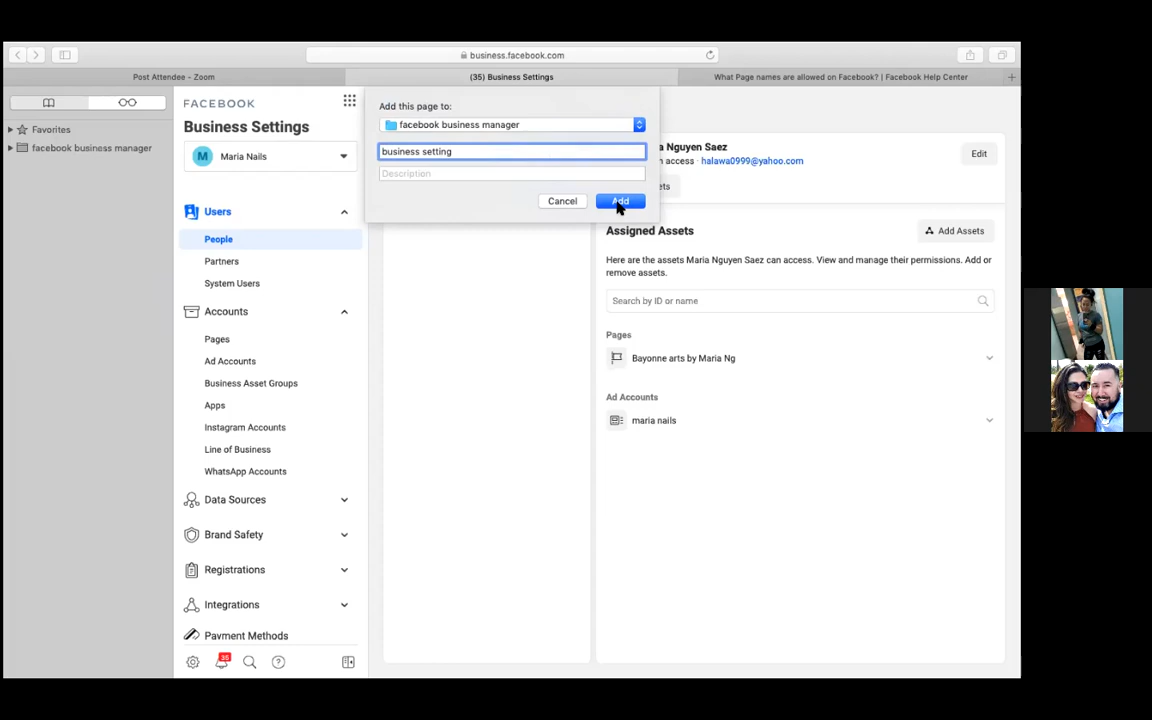 business.facebook.com
Post Attendee - Zoom
(35) Business Settings
What Page names are allowed on Facebook? | Facebook Help Center
Favorites
facebook business manager
FACEBOOK
Business Settings
M
Maria Nails
Users
People
Partners
System Users
Accounts
Pages
Ad Accounts
Business Asset Groups
Apps
Instagram Accounts
Line of Business
WhatsApp Accounts
Data Sources
Brand Safety
Registrations
Integrations
Payment Methods
35
Add this page to:
facebook business manager
business setting
Description
Cancel
Add
a Nguyen Saez
access · halawa0999@yahoo.com
Edit
ets
Assigned Assets
Add Assets
Here are the assets Maria Nguyen Saez can access. View and manage their permissions. Add or
remove assets.
Search by ID or name
Pages
Bayonne arts by Maria Ng
Ad Accounts
maria nails